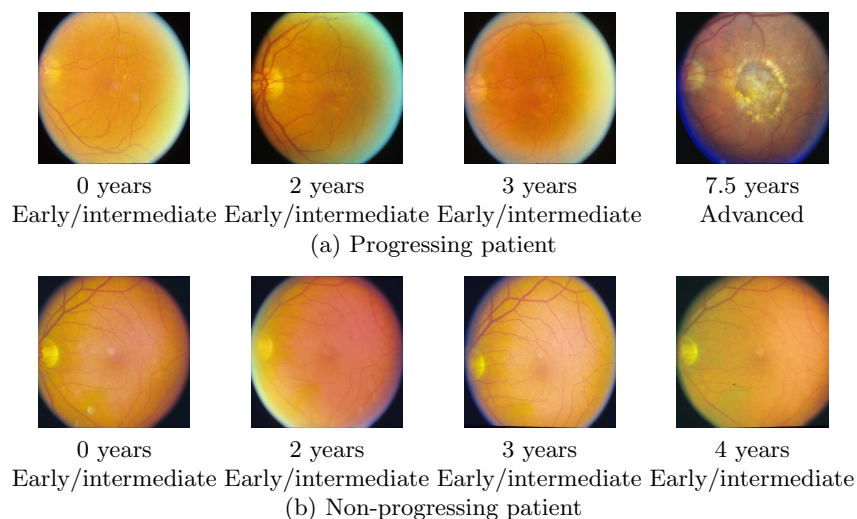 0 years 2 years 3 years 7.5 years
Early/intermediate Early/intermediate Early/intermediate Advanced
(a) Progressing patient
0 years 2 years 3 years 4 years
Early/intermediate Early/intermediate Early/intermediate Early/intermediate
(b) Non-progressing patient